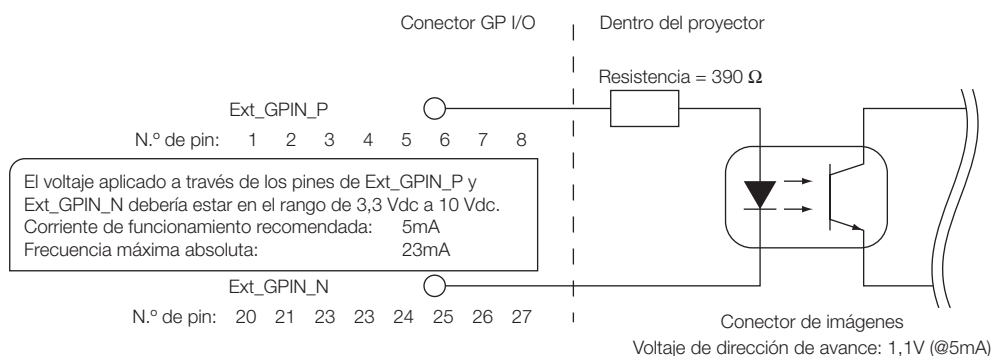 Conector GP I/O
Dentro del proyector
Resistencia = 390 Ω
Ext_GPIN_P
N.º de pin: 1 2 3 4 5 6 7 8
El voltaje aplicado a través de los pines de Ext_GPIN_P y
Ext_GPIN_N debería estar en el rango de 3,3 Vdc a 10 Vdc.
Corriente de funcionamiento recomendada: 5mA
Frecuencia máxima absoluta: 23mA
Ext_GPIN_N
N.º de pin: 20 21 23 23 24 25 26 27
Conector de imágenes
Voltaje de dirección de avance: 1,1V (@5mA)